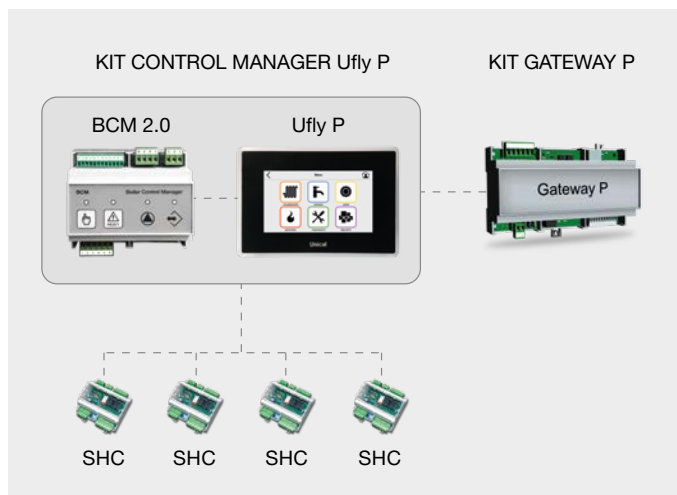 KIT CONTROL MANAGER Ufly P
KIT GATEWAY P
BCM 2.0
Ufly P
BCM
Boiler Control Manager
Menu
Unical
Gateway P
SHC
SHC
SHC
SHC